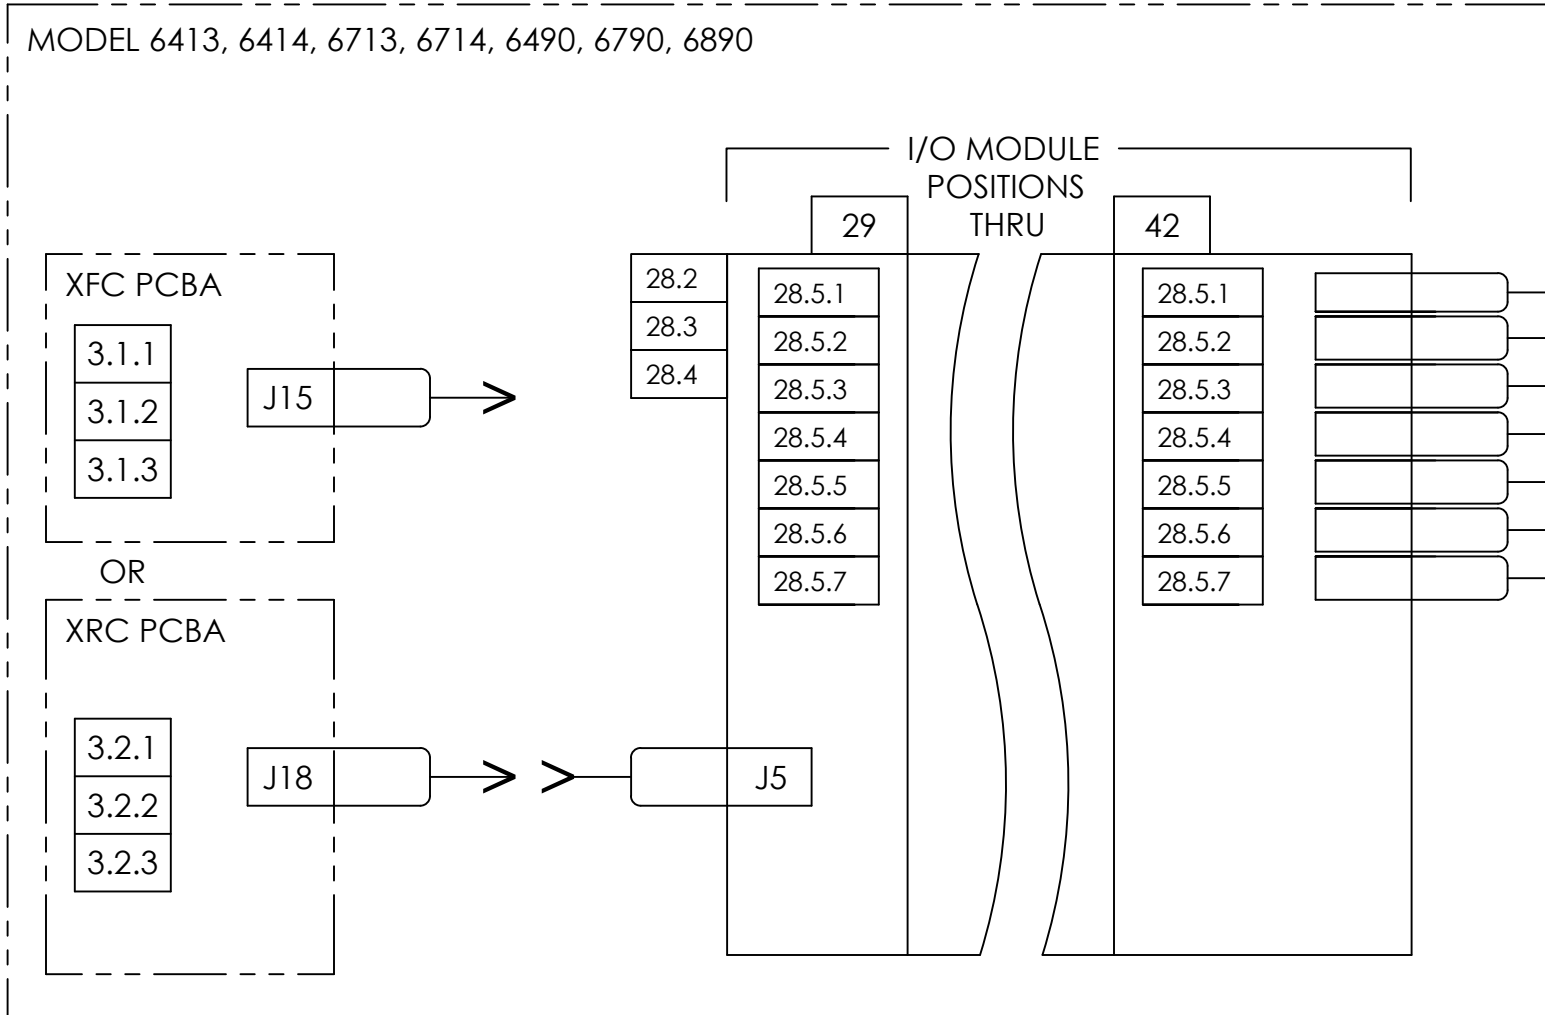 MODEL 6413, 6414, 6713, 6714, 6490, 6790, 6890
I/O MODULE
POSITIONS
THRU
29
42
XFC PCBA
3.1.1
3.1.2
3.1.3
J15
28.2
28.3
28.4
28.5.1
28.5.2
28.5.3
28.5.4
28.5.5
28.5.6
28.5.7
28.5.1
28.5.2
28.5.3
28.5.4
28.5.5
28.5.6
28.5.7
OR
XRC PCBA
3.2.1
3.2.2
3.2.3
J18
J5